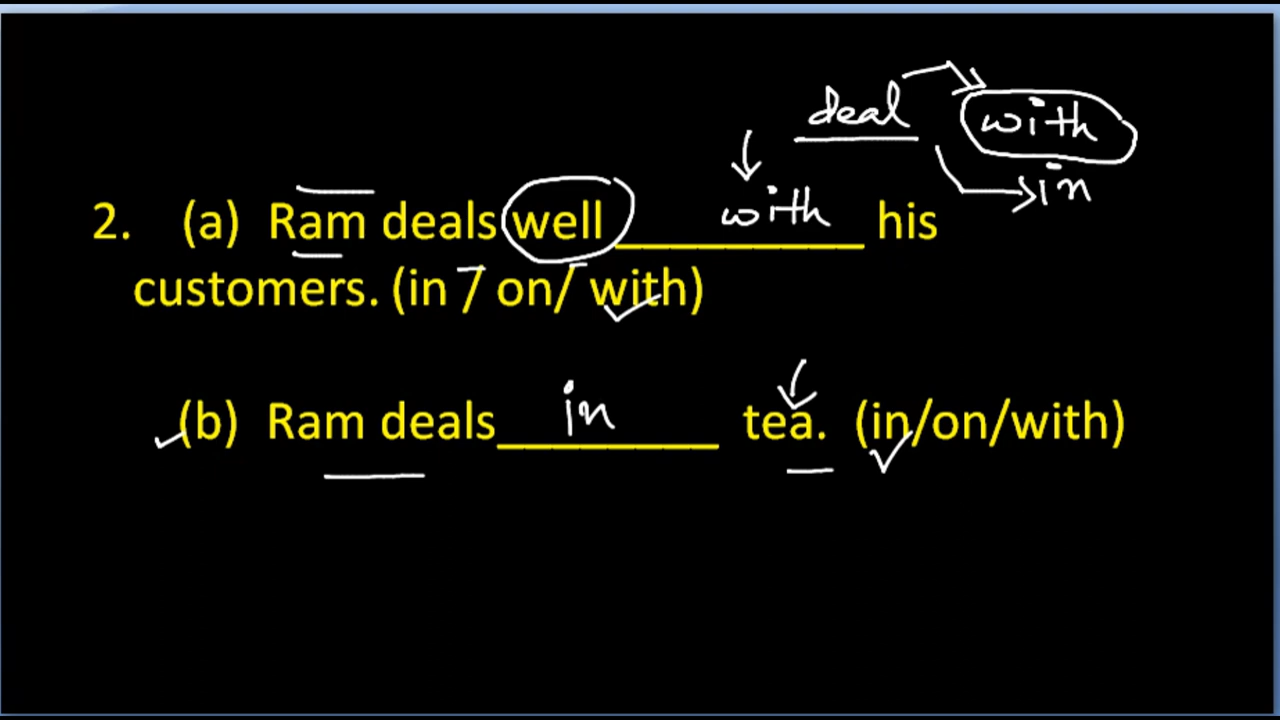 deal with
in
2. (a) Ram deals well with his
customers. (in / on/ with)
(b) Ram deals in tea. (in/on/with)